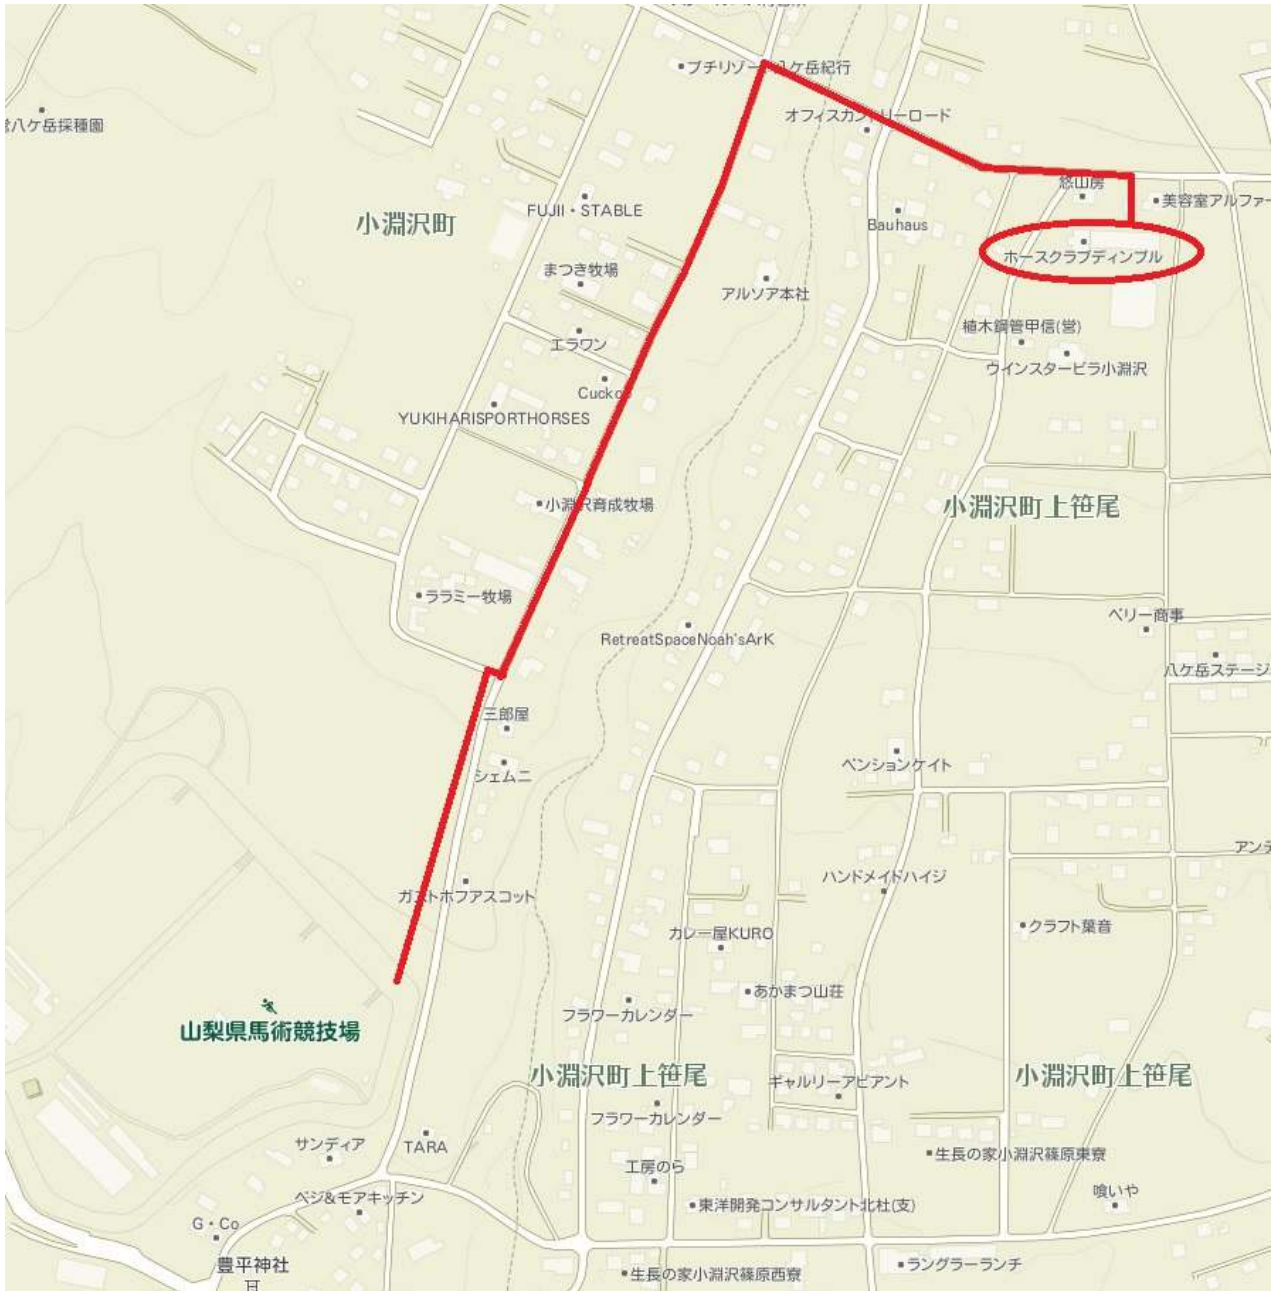 プチリゾート八ケ岳紀行
オフィスカントリーロード
八ケ岳採種園
悠山房
美容室アルファー
FUJII・STABLE
小淵沢町
Bauhaus
ホースクラブディンプル
まつき牧場
アルソア本社
植木鋼管甲信(営)
エラワン
ウインスタービラ小淵沢
Cuckoo
YUKIHARISPORTHORSES
小淵沢育成牧場
小淵沢町上笹尾
ララミー牧場
ベリー商事
RetreatSpaceNoah'sArK
八ケ岳ステージ
三郎屋
ペンションケイト
シェムニ
アンテ
ハンドメイドハイジ
ガストホフアスコット
クラフト葉音
カレー屋KURO
あかまつ山荘
フラワーカレンダー
山梨県馬術競技場
小淵沢町上笹尾
ギャルリーアビアント
小淵沢町上笹尾
フラワーカレンダー
サンディア
TARA
生長の家小淵沢篠原東寮
工房のら
ベジ&モアキッチン
東洋開発コンサルタント北杜(支)
喰いや
G・Co
豊平神社
生長の家小淵沢篠原西寮
ラングラーランチ